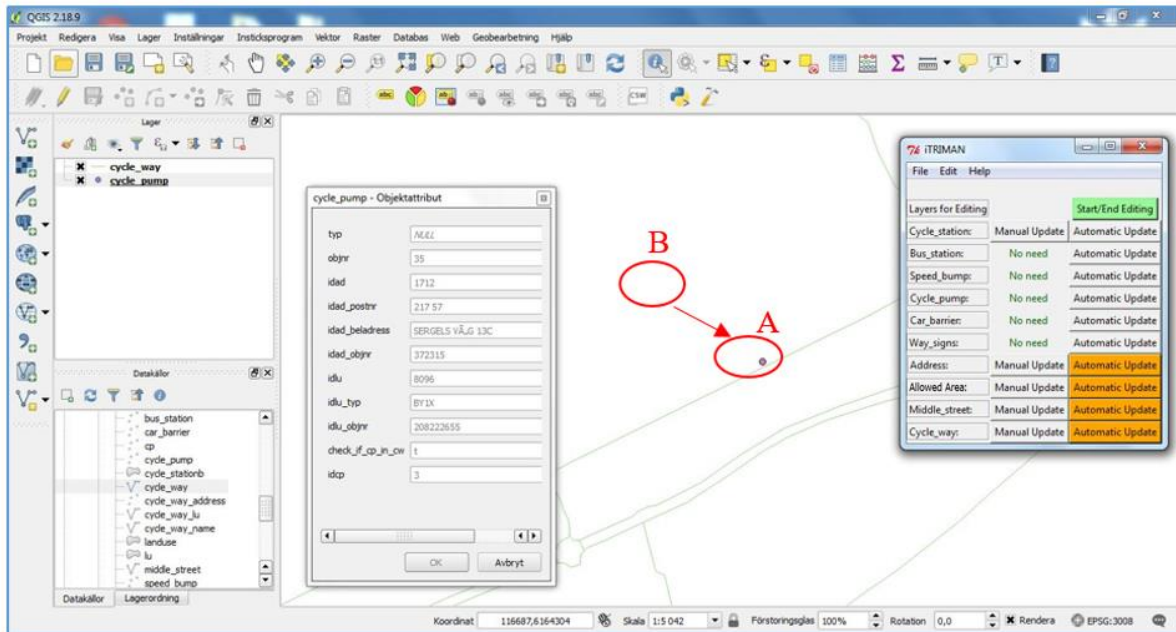 QGIS 2.18.9
Projekt Redigera Visa Lager Inställningar Insticksprogram Vektor Raster Databas Web Geobearbetning Hjälp
Lager
cycle_way
cycle_pump
Datakällor
bus_station
car_barrier
cp
cycle_pump
cycle_stationb
cycle_way
cycle_way_address
cycle_way_lu
cycle_way_name
landuse
lu
middle_street
speed_bump
Datakällor Lagerordning
cycle_pump - Objektattribut
typ NULL
objnr 35
idad 1712
idad_postnr 217 57
idad_beladress SERGELS VÃ„G 13C
idad_objnr 372315
idlu 8096
idlu_typ BY1X
idlu_objnr 208222655
check_if_cp_in_cw t
idcp 3
OK Avbryt
B
A
iTRIMAN
File Edit Help
Layers for Editing Start/End Editing
Cycle_station: Manual Update Automatic Update
Bus_station: No need Automatic Update
Speed_bump: No need Automatic Update
Cycle_pump: No need Automatic Update
Car_barrier: No need Automatic Update
Way_signs: No need Automatic Update
Address: Manual Update Automatic Update
Allowed Area: Manual Update Automatic Update
Middle_street: Manual Update Automatic Update
Cycle_way: Manual Update Automatic Update
Koordinat 116687,6164304 Skala 1:5 042 Förstoringsglas 100% Rotation 0,0 Rendera EPSG:3008